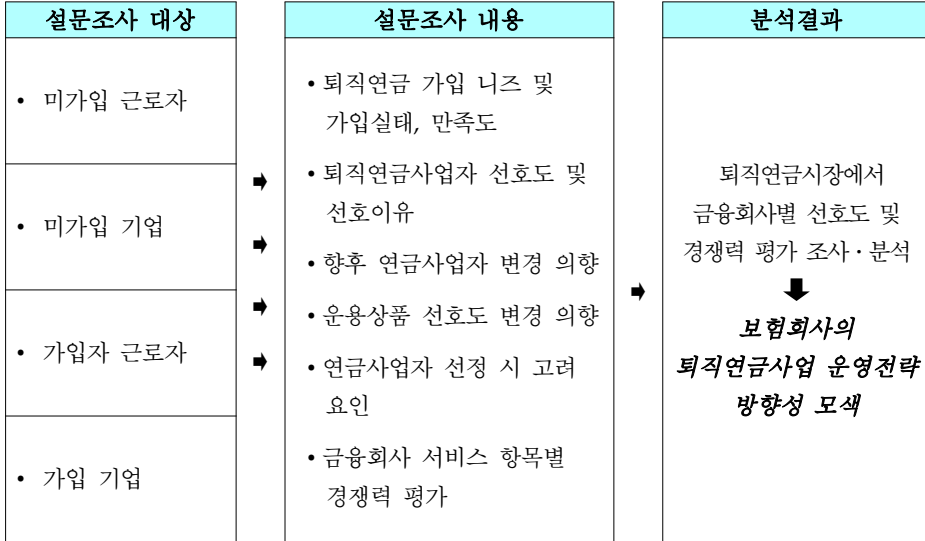 설문조사 대상
• 미가입 근로자
• 미가입 기업
• 가입자 근로자
• 가입 기업
설문조사 내용
• 퇴직연금 가입 니즈 및
가입실태, 만족도
• 퇴직연금사업자 선호도 및
선호이유
• 향후 연금사업자 변경 의향
• 운용상품 선호도 변경 의향
• 연금사업자 선정 시 고려
요인
• 금융회사 서비스 항목별
경쟁력 평가
분석결과
퇴직연금시장에서
금융회사별 선호도 및
경쟁력 평가 조사·분석
보험회사의
퇴직연금사업 운영전략
방향성 모색